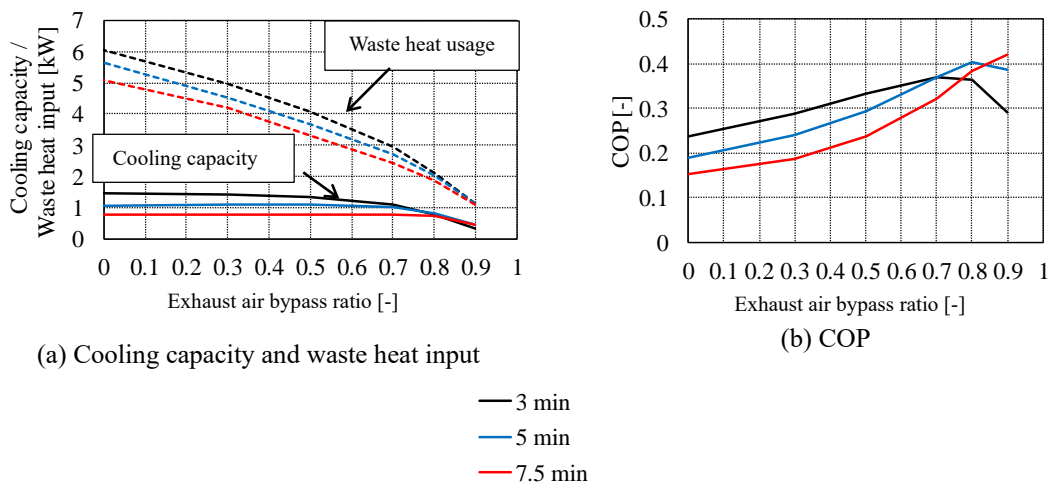 Cooling capacity /
Waste heat input [kW]
7
6
5
4
3
2
1
0
Waste heat usage
Cooling capacity
0 0.1 0.2 0.3 0.4 0.5 0.6 0.7 0.8 0.9 1
Exhaust air bypass ratio [-]
(a) Cooling capacity and waste heat input
COP [-]
0.5
0.4
0.3
0.2
0.1
0
0 0.1 0.2 0.3 0.4 0.5 0.6 0.7 0.8 0.9 1
Exhaust air bypass ratio [-]
(b) COP
3 min
5 min
7.5 min